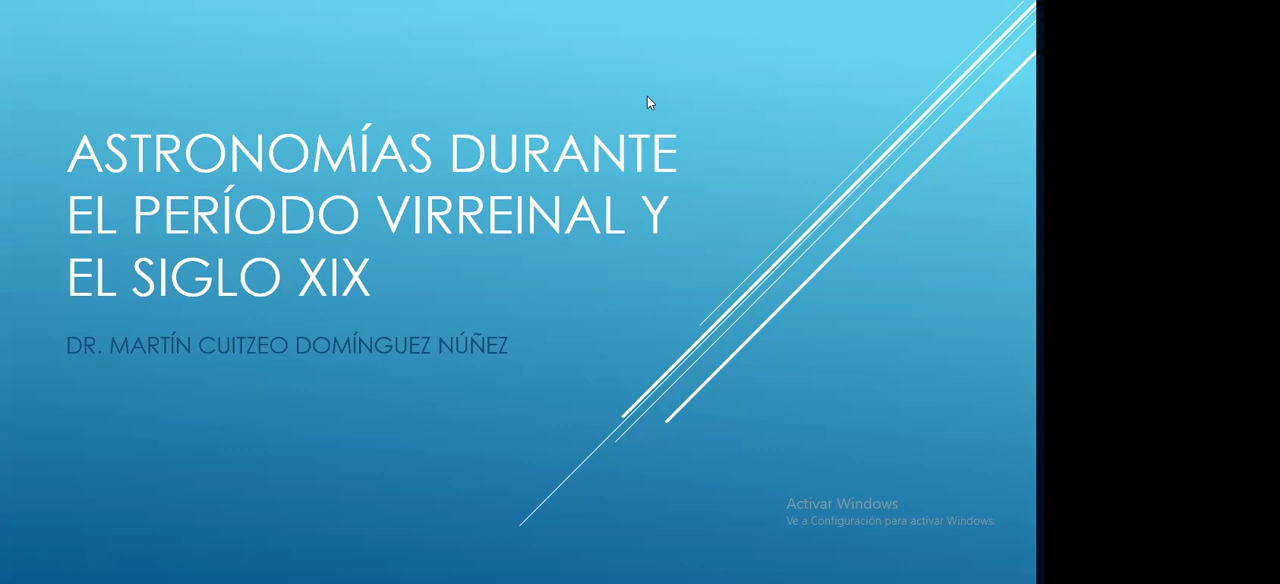 ASTRONOMÍAS DURANTE
EL PERÍODO VIRREINAL Y
EL SIGLO XIX
DR. MARTÍN CUITZEO DOMÍNGUEZ NÚÑEZ
Activar Windows
Ve a Configuración para activar Windows.